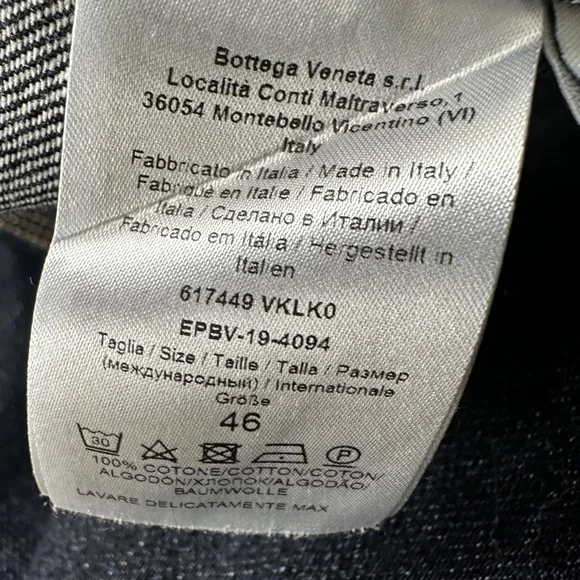 Bottega Veneta s.r.l.
Località Conti Maltraverso, 1
36054 Montebello Vicentino (VI)
Italy
Fabbricato in Italia / Made in Italy /
Fabriqué en Italie / Fabricado en
Italia / Сделано в Италии /
Fabricado em Itália / Hergestellt in
Italien
617449 VKLK0
EPBV-19-4094
Taglia / Size / Taille / Talla / Размер
(международный) / Internationale
Größe
46
30 P
100% COTONE/COTTON/COTON/
ALGODÓN/ХЛОПОК/ALGODÃO/
BAUMWOLLE
LAVARE DELICATAMENTE MAX